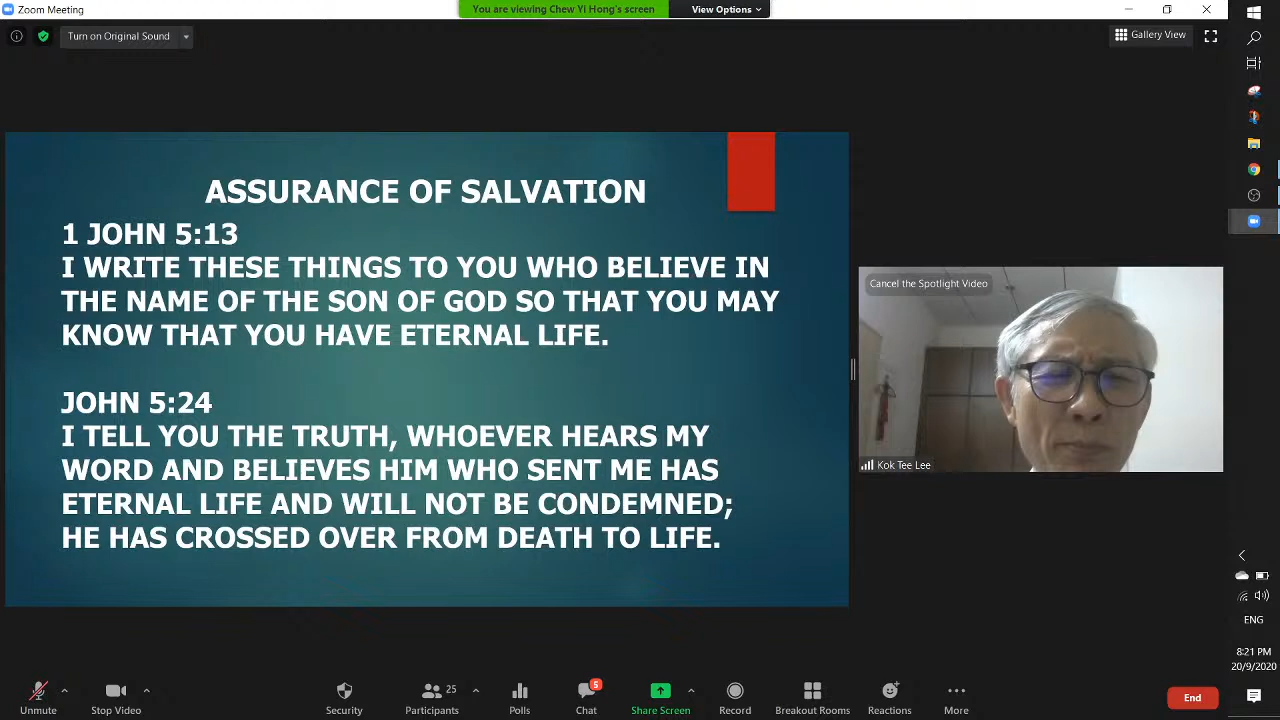 Zoom Meeting
You are viewing Chew YI Hong's screen
View Options
Turn on Original Sound
Gallery View
ASSURANCE OF SALVATION
1 JOHN 5:13
I WRITE THESE THINGS TO YOU WHO BELIEVE IN
THE NAME OF THE SON OF GOD SO THAT YOU MAY
KNOW THAT YOU HAVE ETERNAL LIFE.
JOHN 5:24
I TELL YOU THE TRUTH, WHOEVER HEARS MY
WORD AND BELIEVES HIM WHO SENT ME HAS
ETERNAL LIFE AND WILL NOT BE CONDEMNED;
HE HAS CROSSED OVER FROM DEATH TO LIFE.
Cancel the Spotlight Video
Kok Tee Lee
ENG
8:21 PM
20/9/2020
Unmute
Stop Video
Security
Participants
25
Polls
Chat
5
Share Screen
Record
Breakout Rooms
Reactions
More
End